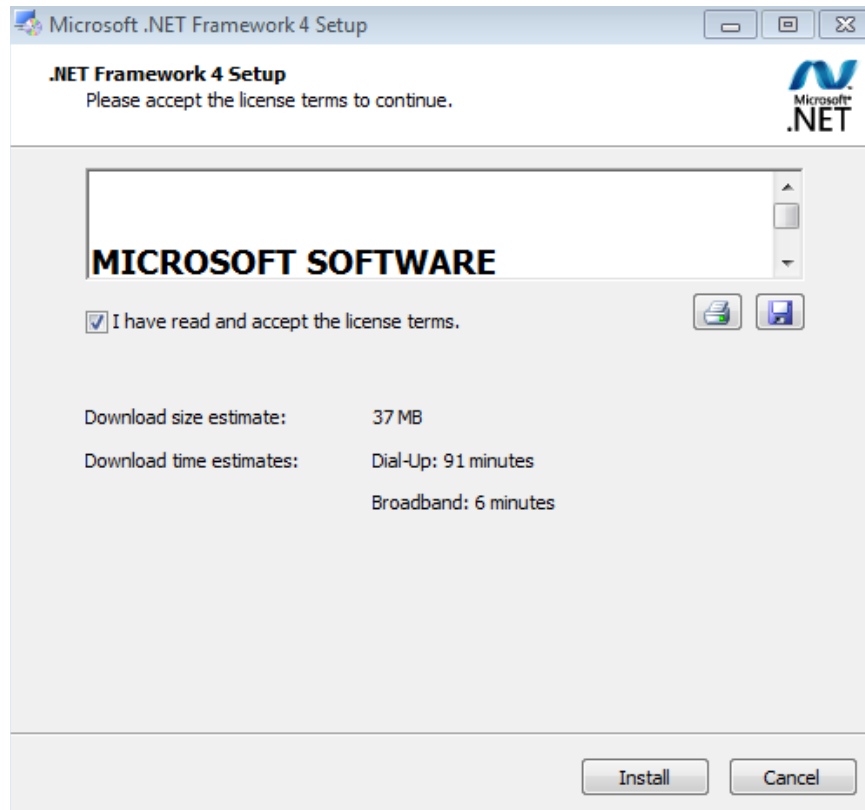 Microsoft .NET Framework 4 Setup
.NET Framework 4 Setup
Please accept the license terms to continue.
Microsoft
.NET
MICROSOFT SOFTWARE
I have read and accept the license terms.
Download size estimate: 37 MB
Download time estimates: Dial-Up: 91 minutes
Broadband: 6 minutes
Install Cancel